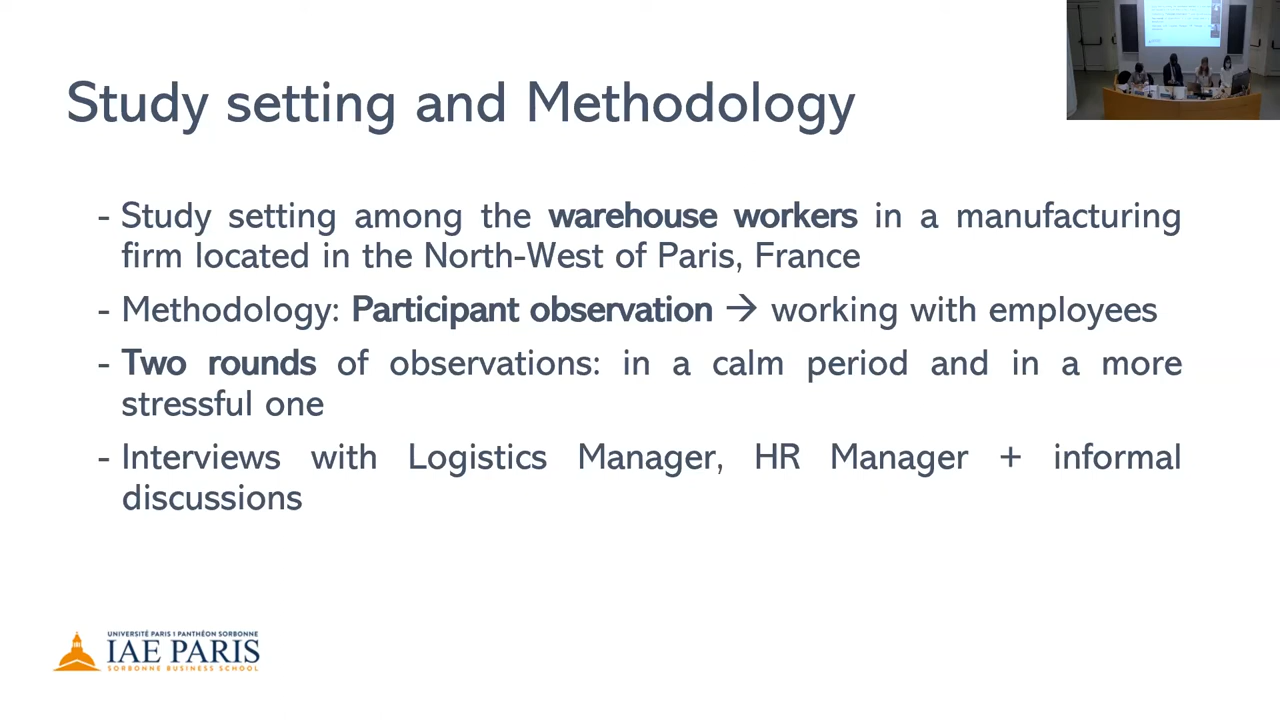 Study setting and Methodology
- Study setting among the warehouse workers in a manufacturing
firm located in the North-West of Paris, France
- Methodology: Participant observation → working with employees
- Two rounds of observations: in a calm period and in a more
stressful one
- Interviews with Logistics Manager, HR Manager + informal
discussions
UNIVERSITÉ PARIS 1 PANTHÉON SORBONNE
IAE PARIS
SORBONNE BUSINESS SCHOOL